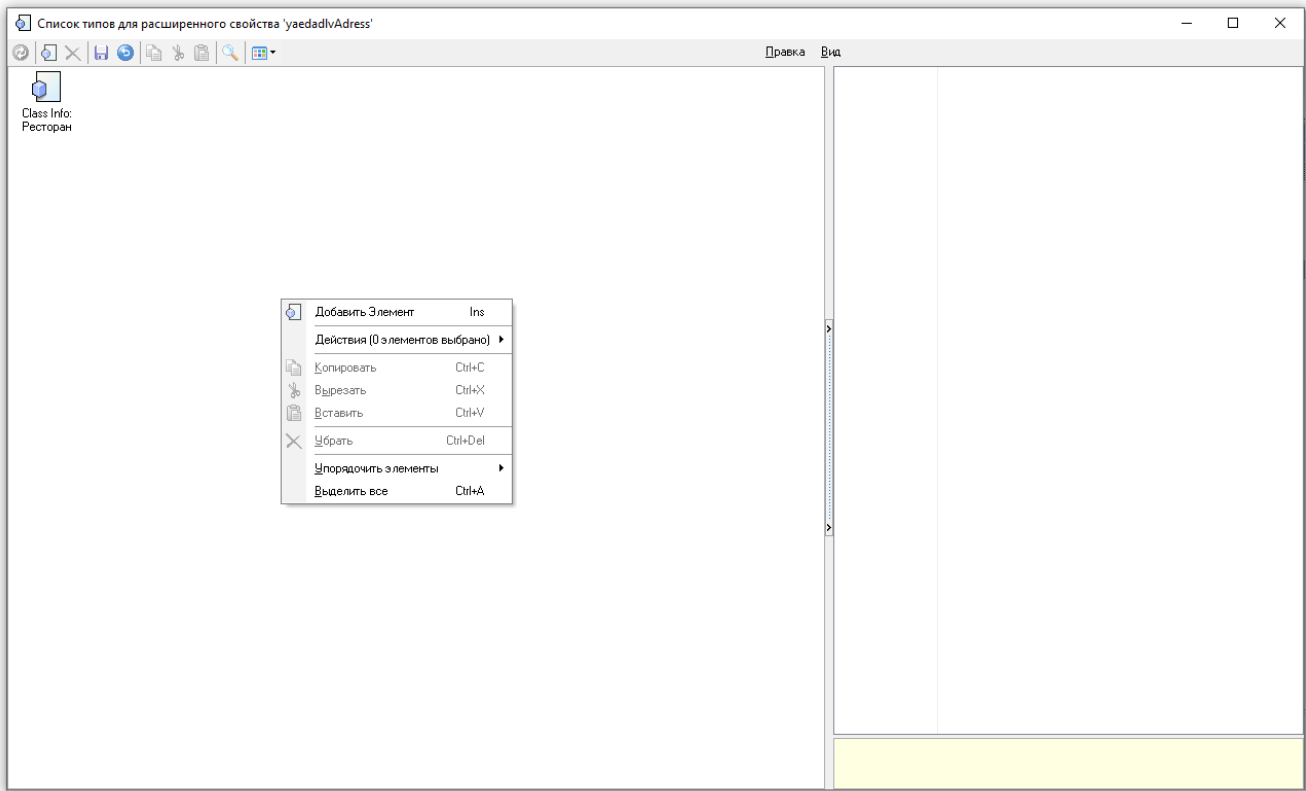 Список типов для расширенного свойства 'yaedadlvAdress'
Правка Вид
Class Info:
Ресторан
Добавить Элемент Ins
Действия (0 элементов выбрано)
Копировать Ctrl+C
Вырезать Ctrl+X
Вставить Ctrl+V
Убрать Ctrl+Del
Упорядочить элементы
Выделить все Ctrl+A